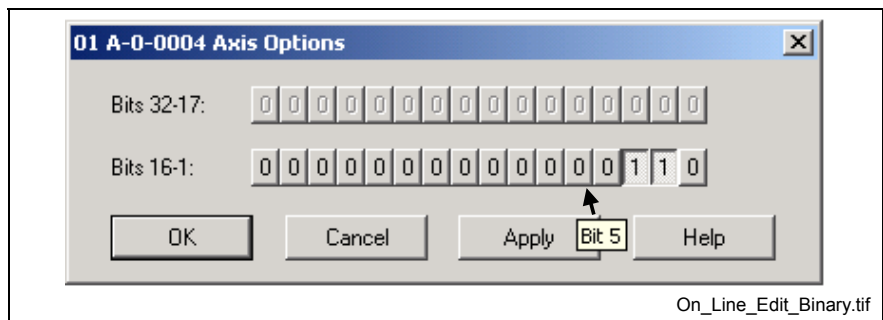 01 A-0-0004 Axis Options
Bits 32-17: 0 0 0 0 0 0 0 0 0 0 0 0 0 0 0 0
Bits 16-1: 0 0 0 0 0 0 0 0 0 0 0 0 0 1 1 0
OK Cancel Apply Bit 5 Help
On_Line_Edit_Binary.tif